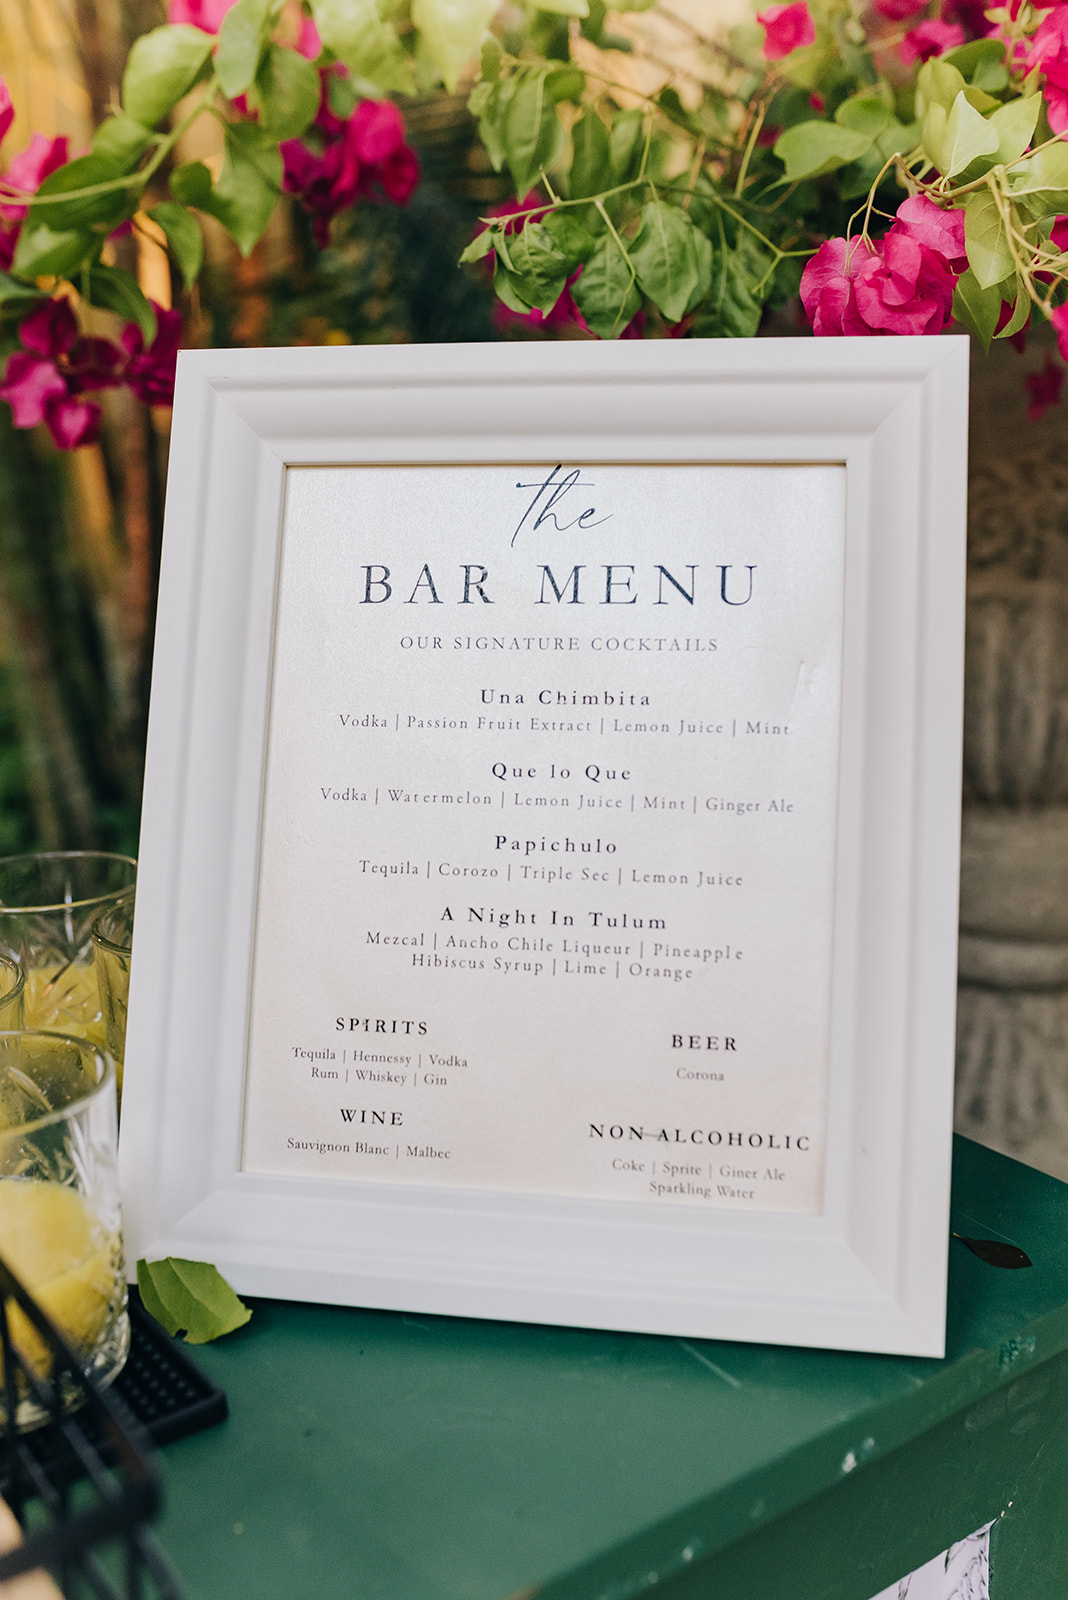 the
BAR MENU
OUR SIGNATURE COCKTAILS
Una Chimbita
Vodka | Passion Fruit Extract | Lemon Juice | Mint
Que lo Que
Vodka | Watermelon | Lemon Juice | Mint | Ginger Ale
Papichulo
Tequila | Corozo | Triple Sec | Lemon Juice
A Night In Tulum
Mezcal | Ancho Chile Liqueur | Pineapple
Hibiscus Syrup | Lime | Orange
SPIRITS
Tequila | Hennessy | Vodka
Rum | Whiskey | Gin
BEER
Corona
WINE
Sauvignon Blanc | Malbec
NON-ALCOHOLIC
Coke | Sprite | Giner Ale
Sparkling Water